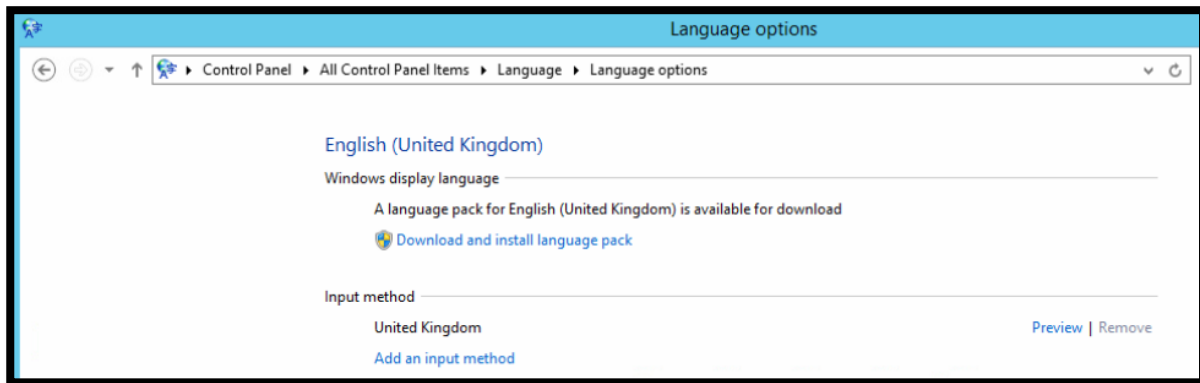 Language options
Control Panel All Control Panel Items Language Language options
English (United Kingdom)
Windows display language
A language pack for English (United Kingdom) is available for download
Download and install language pack
Input method
United Kingdom Preview | Remove
Add an input method